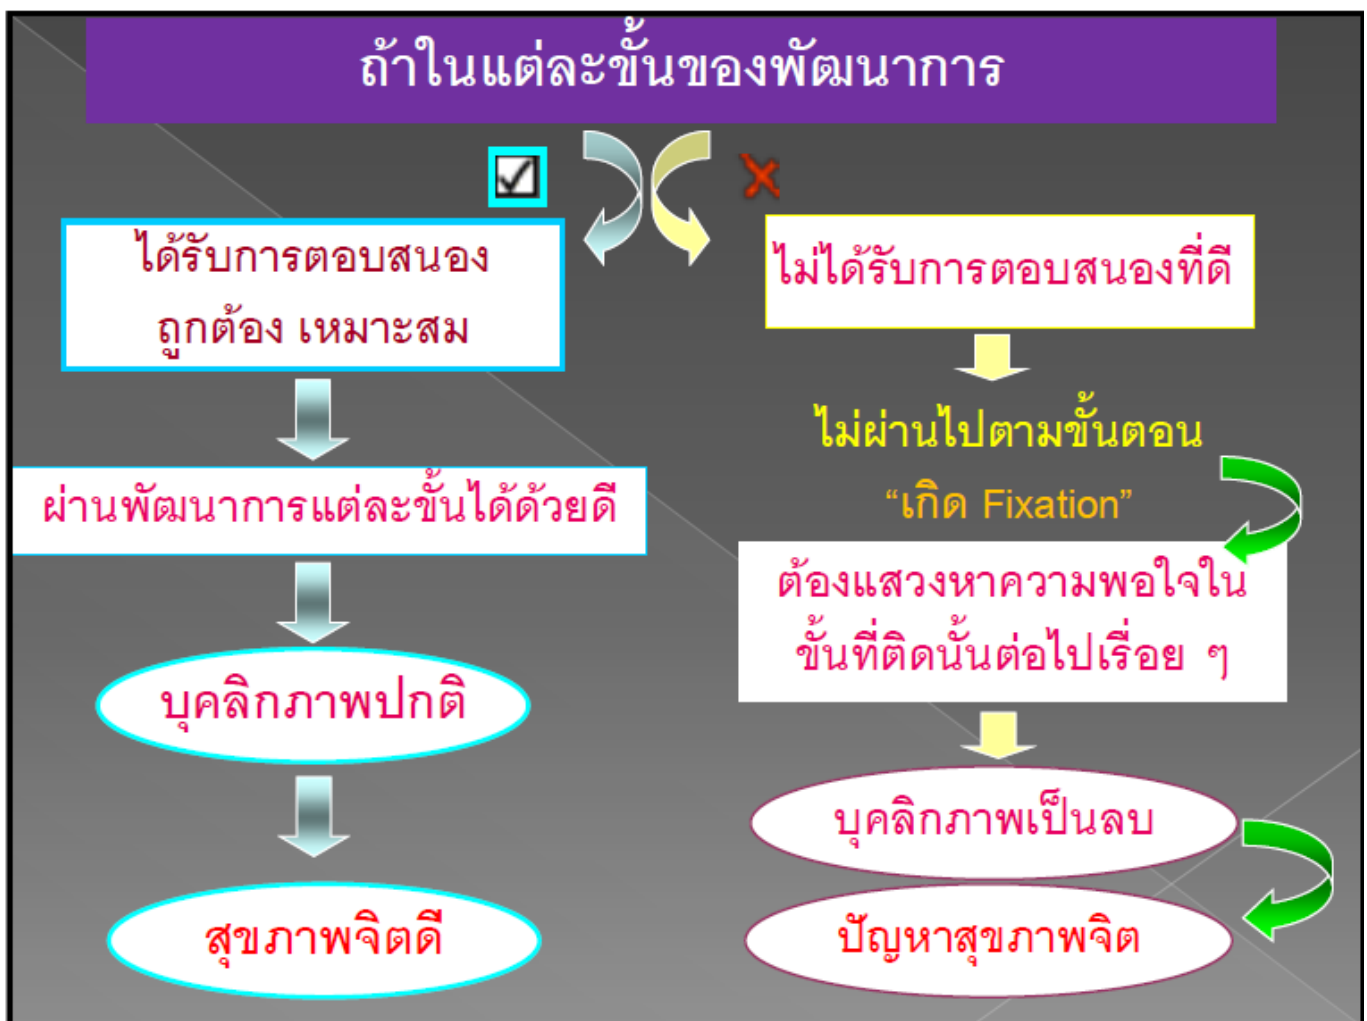 ถ้าในแต่ละขั้นของพัฒนาการ
ได้รับการตอบสนอง
ถูกต้อง เหมาะสม
ผ่านพัฒนาการแต่ละขั้นได้ด้วยดี
บุคลิกภาพปกติ
สุขภาพจิตดี
ไม่ได้รับการตอบสนองที่ดี
ไม่ผ่านไปตามขั้นตอน
“เกิด Fixation”
ต้องแสวงหาความพอใจใน
ขั้นที่ติดนั้นต่อไปเรื่อย ๆ
บุคลิกภาพเป็นลบ
ปัญหาสุขภาพจิต